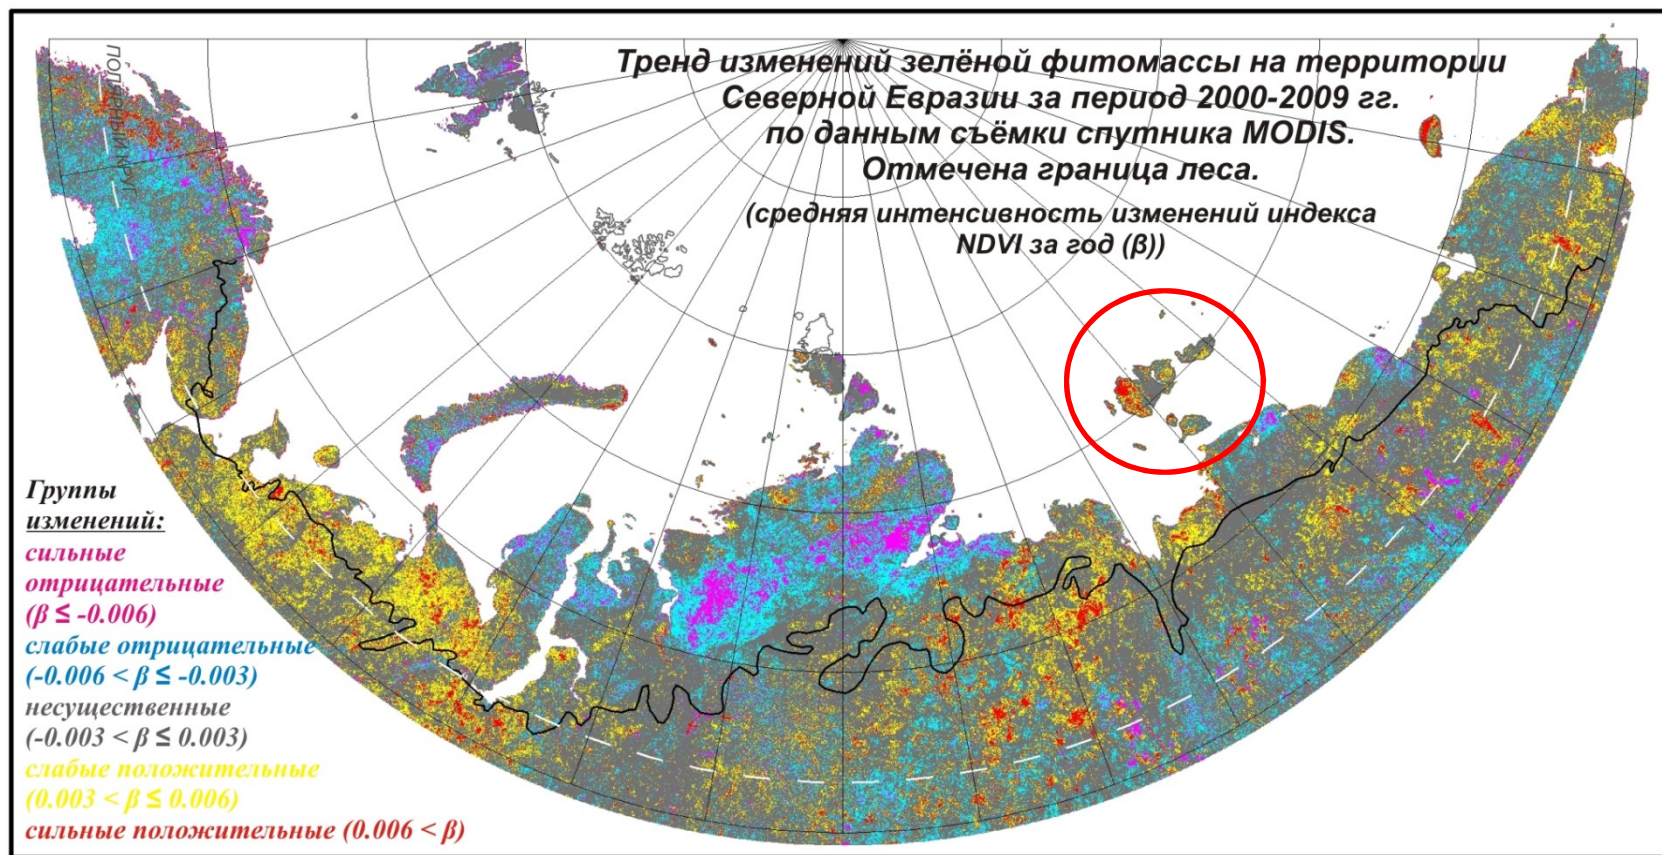 Тренд изменений зелёной фитомассы на территории
Северной Евразии за период 2000-2009 гг.
по данным съёмки спутника MODIS.
Отмечена граница леса.
(средняя интенсивность изменений индекса
NDVI за год (β))
ПОЛЯРНЫЙ КРУГ
Группы
изменений:
сильные
отрицательные
(β ≤ -0.006)
слабые отрицательные
(-0.006 < β ≤ -0.003)
несущественные
(-0.003 < β ≤ 0.003)
слабые положительные
(0.003 < β ≤ 0.006)
сильные положительные (0.006 < β)